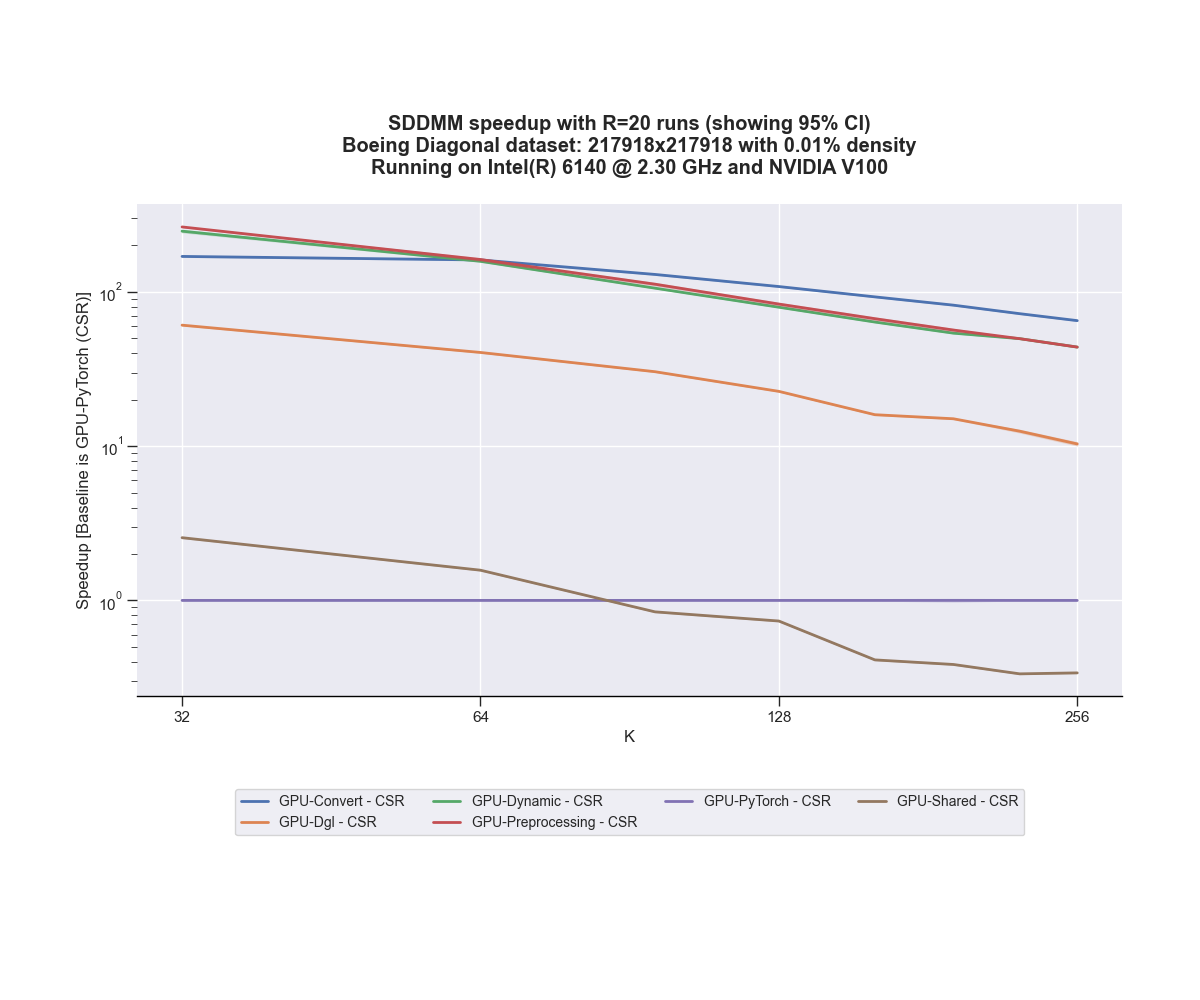 SDDMM speedup with R=20 runs (showing 95% CI)
Boeing Diagonal dataset: 217918x217918 with 0.01% density
Running on Intel(R) 6140 @ 2.30 GHz and NVIDIA V100
Speedup [Baseline is GPU-PyTorch (CSR)]
10²
10¹
10⁰
32 64 128 256
K
GPU-Convert - CSR GPU-Dynamic - CSR GPU-PyTorch - CSR GPU-Shared - CSR
GPU-Dgl - CSR GPU-Preprocessing - CSR